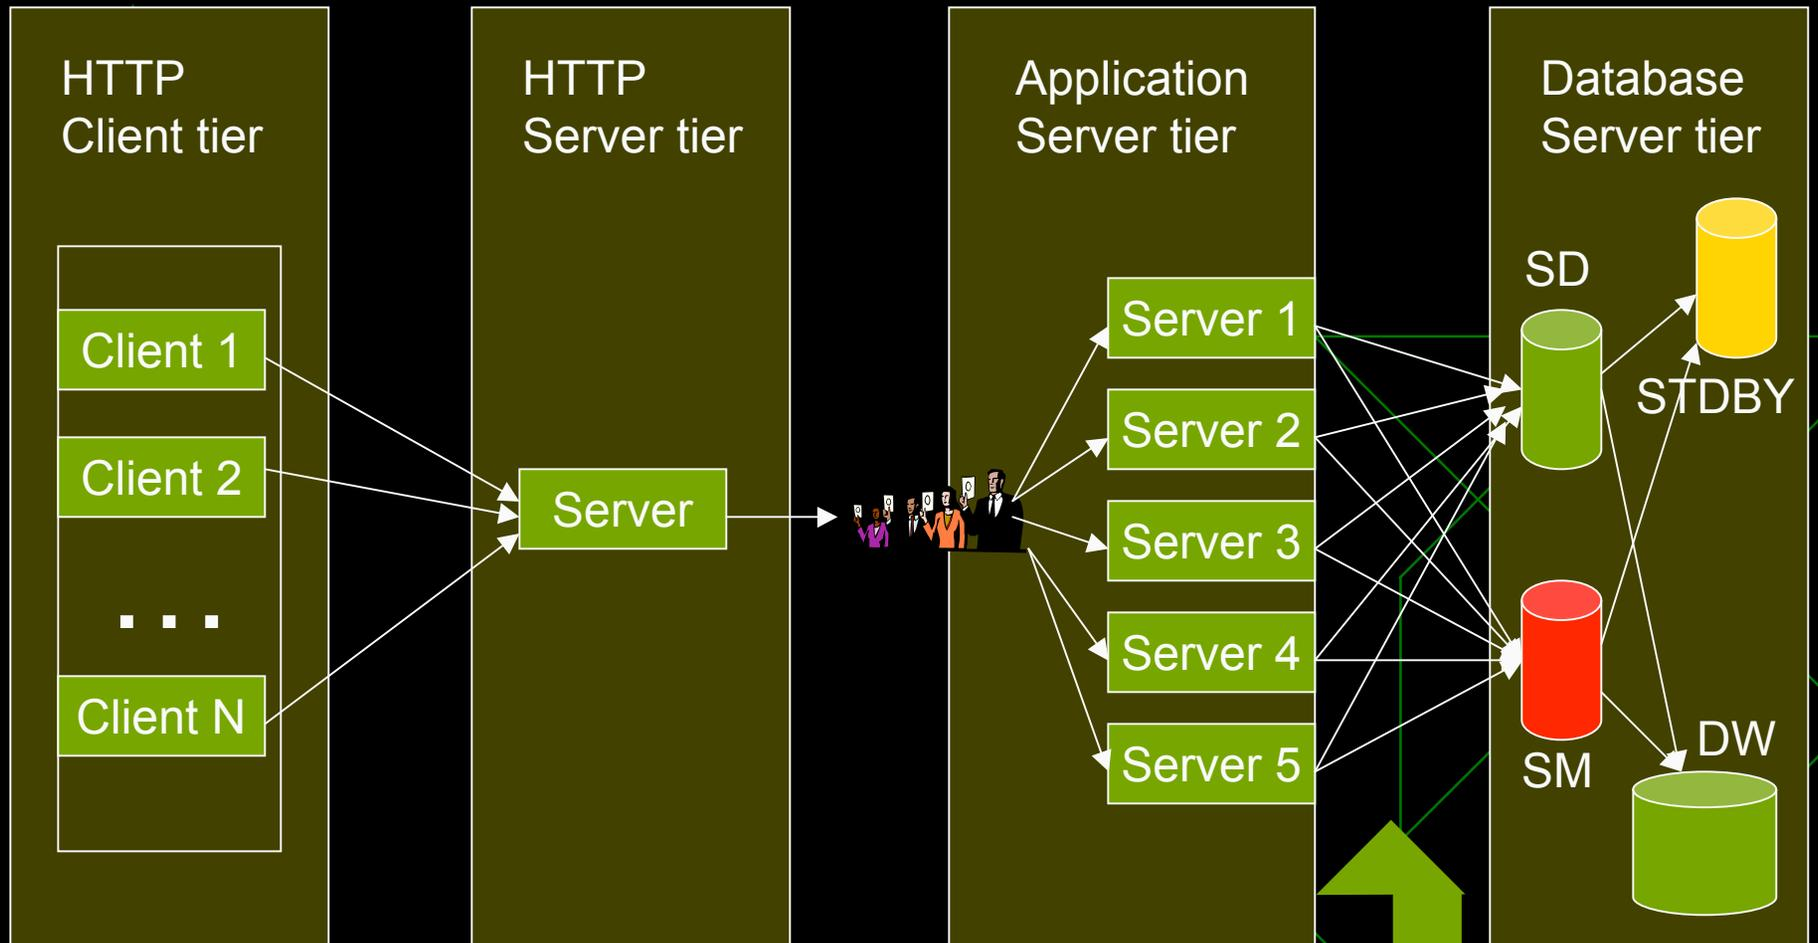 HTTP
Client tier
Client 1
Client 2
. . .
Client N
HTTP
Server tier
Server
Application
Server tier
Server 1
Server 2
Server 3
Server 4
Server 5
Database
Server tier
SD
STDBY
SM
DW